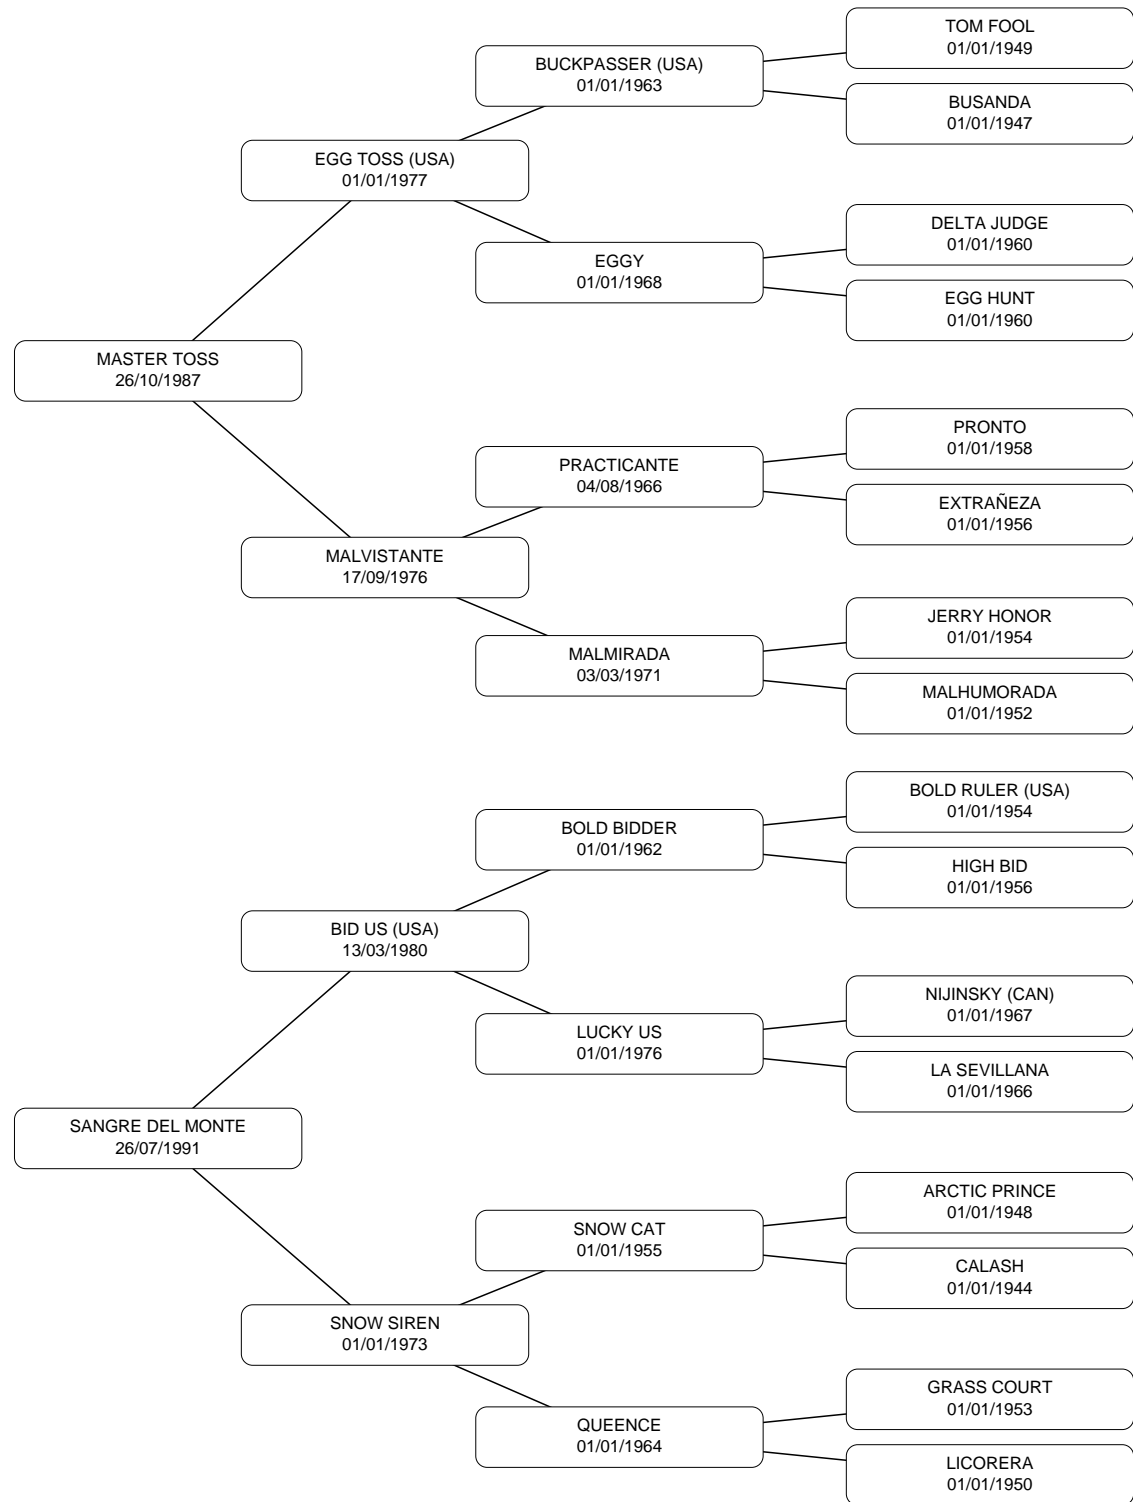 TOM FOOL
01/01/1949
BUCKPASSER (USA)
01/01/1963
BUSANDA
01/01/1947
EGG TOSS (USA)
01/01/1977
DELTA JUDGE
01/01/1960
EGGY
01/01/1968
EGG HUNT
01/01/1960
MASTER TOSS
26/10/1987
PRONTO
01/01/1958
PRACTICANTE
04/08/1966
EXTRAÑEZA
01/01/1956
MALVISTANTE
17/09/1976
JERRY HONOR
01/01/1954
MALMIRADA
03/03/1971
MALHUMORADA
01/01/1952
BOLD RULER (USA)
01/01/1954
BOLD BIDDER
01/01/1962
HIGH BID
01/01/1956
BID US (USA)
13/03/1980
NIJINSKY (CAN)
01/01/1967
LUCKY US
01/01/1976
LA SEVILLANA
01/01/1966
SANGRE DEL MONTE
26/07/1991
ARCTIC PRINCE
01/01/1948
SNOW CAT
01/01/1955
CALASH
01/01/1944
SNOW SIREN
01/01/1973
GRASS COURT
01/01/1953
QUEENCE
01/01/1964
LICORERA
01/01/1950